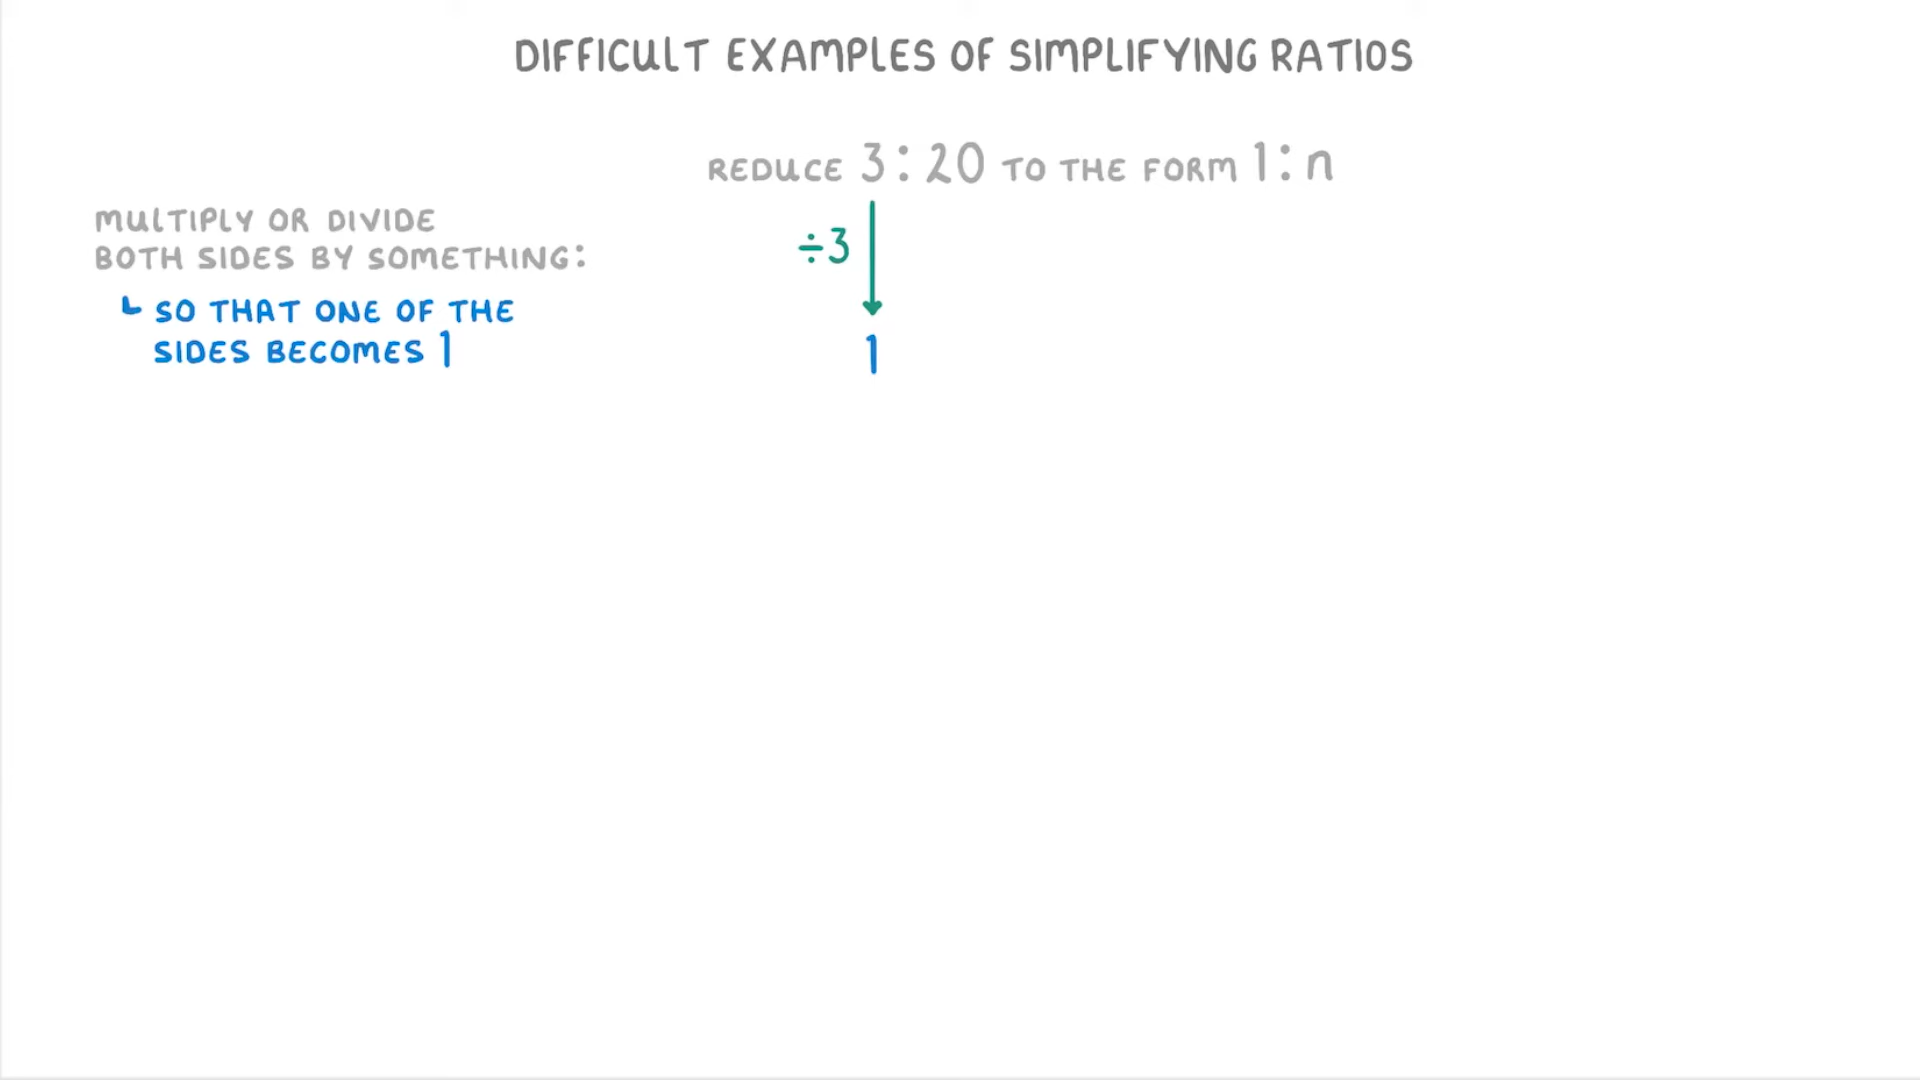 DIFFICULT EXAMPLES OF SIMPLIFYING RATIOS
REDUCE 3:20 TO THE FORM 1:n
MULTIPLY OR DIVIDE
BOTH SIDES BY SOMETHING:
SO THAT ONE OF THE
SIDES BECOMES 1
÷3
1